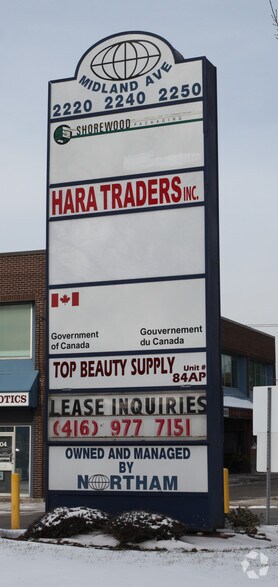 MIDLAND AVE
2220 2240 2250
SHOREWOOD
PACKAGING
HARA TRADERS INC.
Government
of Canada
Gouvernement
du Canada
TOP BEAUTY SUPPLY Unit #
84AP
LEASE INQUIRIES
(416) 977 7151
OWNED AND MANAGED
BY
NORTHAM
OTICS